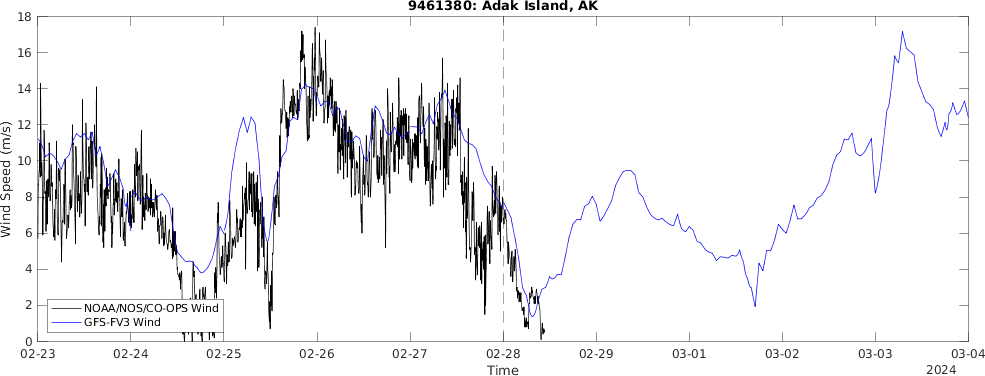 9461380: Adak Island, AK
Wind Speed (m/s)
18
16
14
12
10
8
6
4
2
0
NOAA/NOS/CO-OPS Wind
GFS-FV3 Wind
02-23 02-24 02-25 02-26 02-27 02-28 02-29 03-01 03-02 03-03 03-04
Time
2024